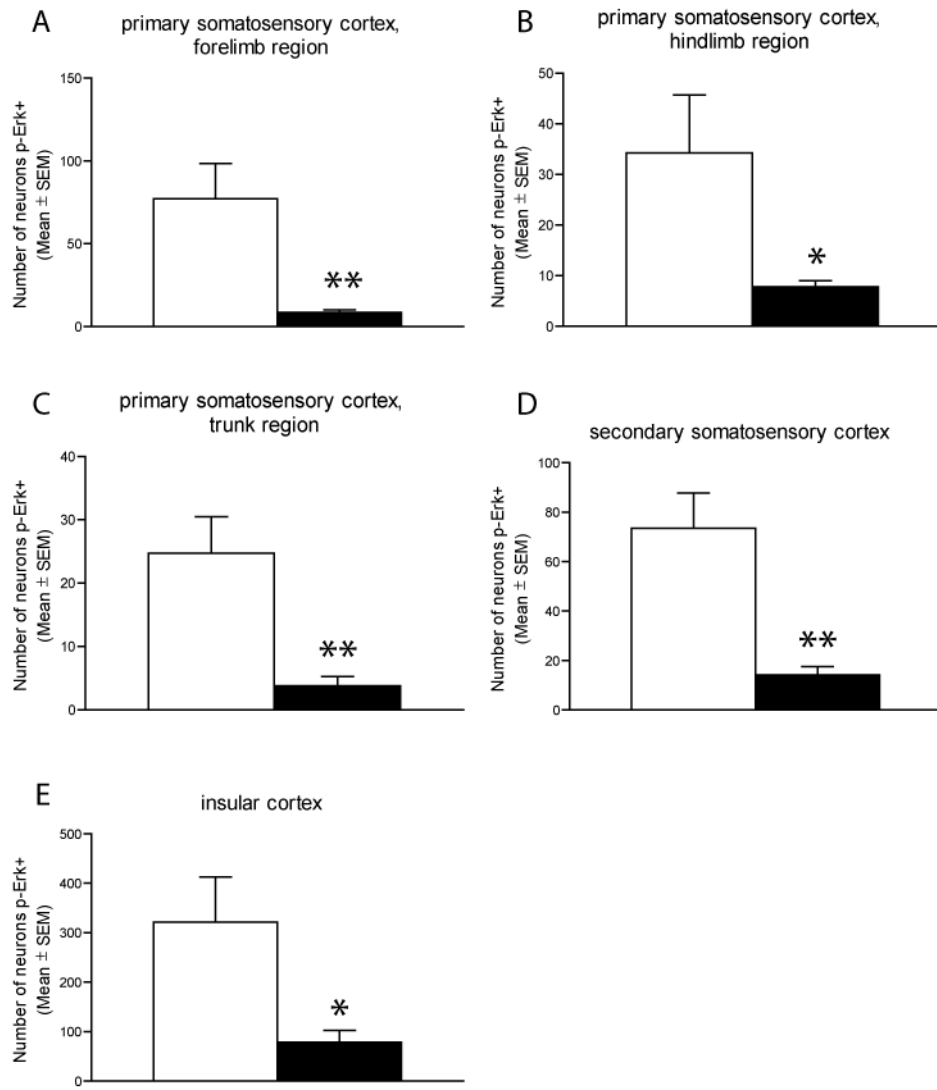 A
primary somatosensory cortex,
forelimb region
Number of neurons p-Erk+
(Mean ± SEM)
150
100
50
0
**
B
primary somatosensory cortex,
hindlimb region
Number of neurons p-Erk+
(Mean ± SEM)
50
40
30
20
10
0
*
C
primary somatosensory cortex,
trunk region
Number of neurons p-Erk+
(Mean ± SEM)
40
30
20
10
0
**
D
secondary somatosensory cortex
Number of neurons p-Erk+
(Mean ± SEM)
100
80
60
40
20
0
**
E
insular cortex
Number of neurons p-Erk+
(Mean ± SEM)
500
400
300
200
100
0
*